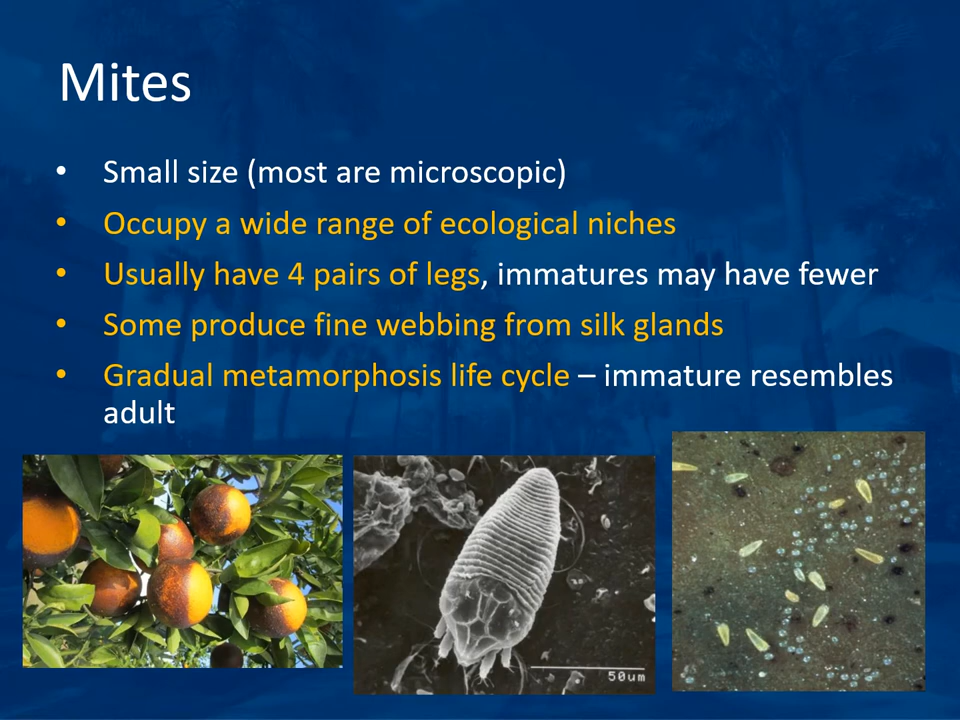 Mites
• Small size (most are microscopic)
• Occupy a wide range of ecological niches
• Usually have 4 pairs of legs, immatures may have fewer
• Some produce fine webbing from silk glands
• Gradual metamorphosis life cycle – immature resembles
adult
50um